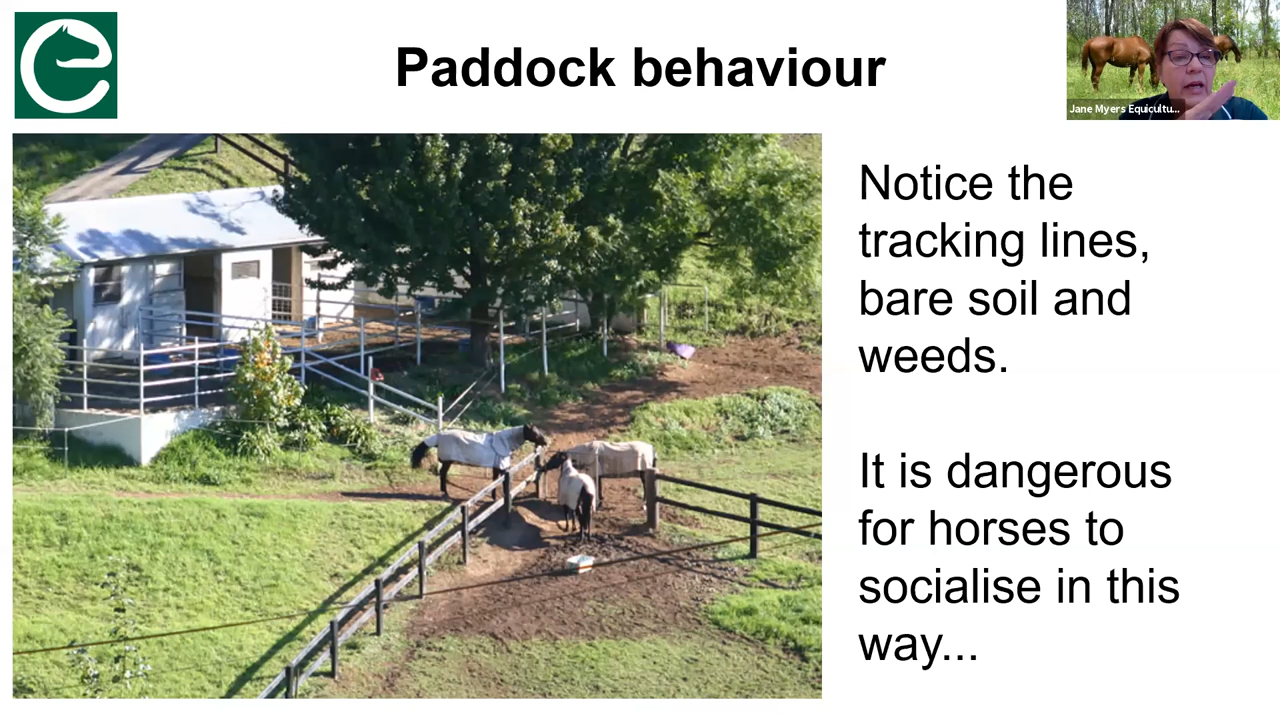 Paddock behaviour
Jane Myers Equicultu...
Notice the
tracking lines,
bare soil and
weeds.
It is dangerous
for horses to
socialise in this
way...